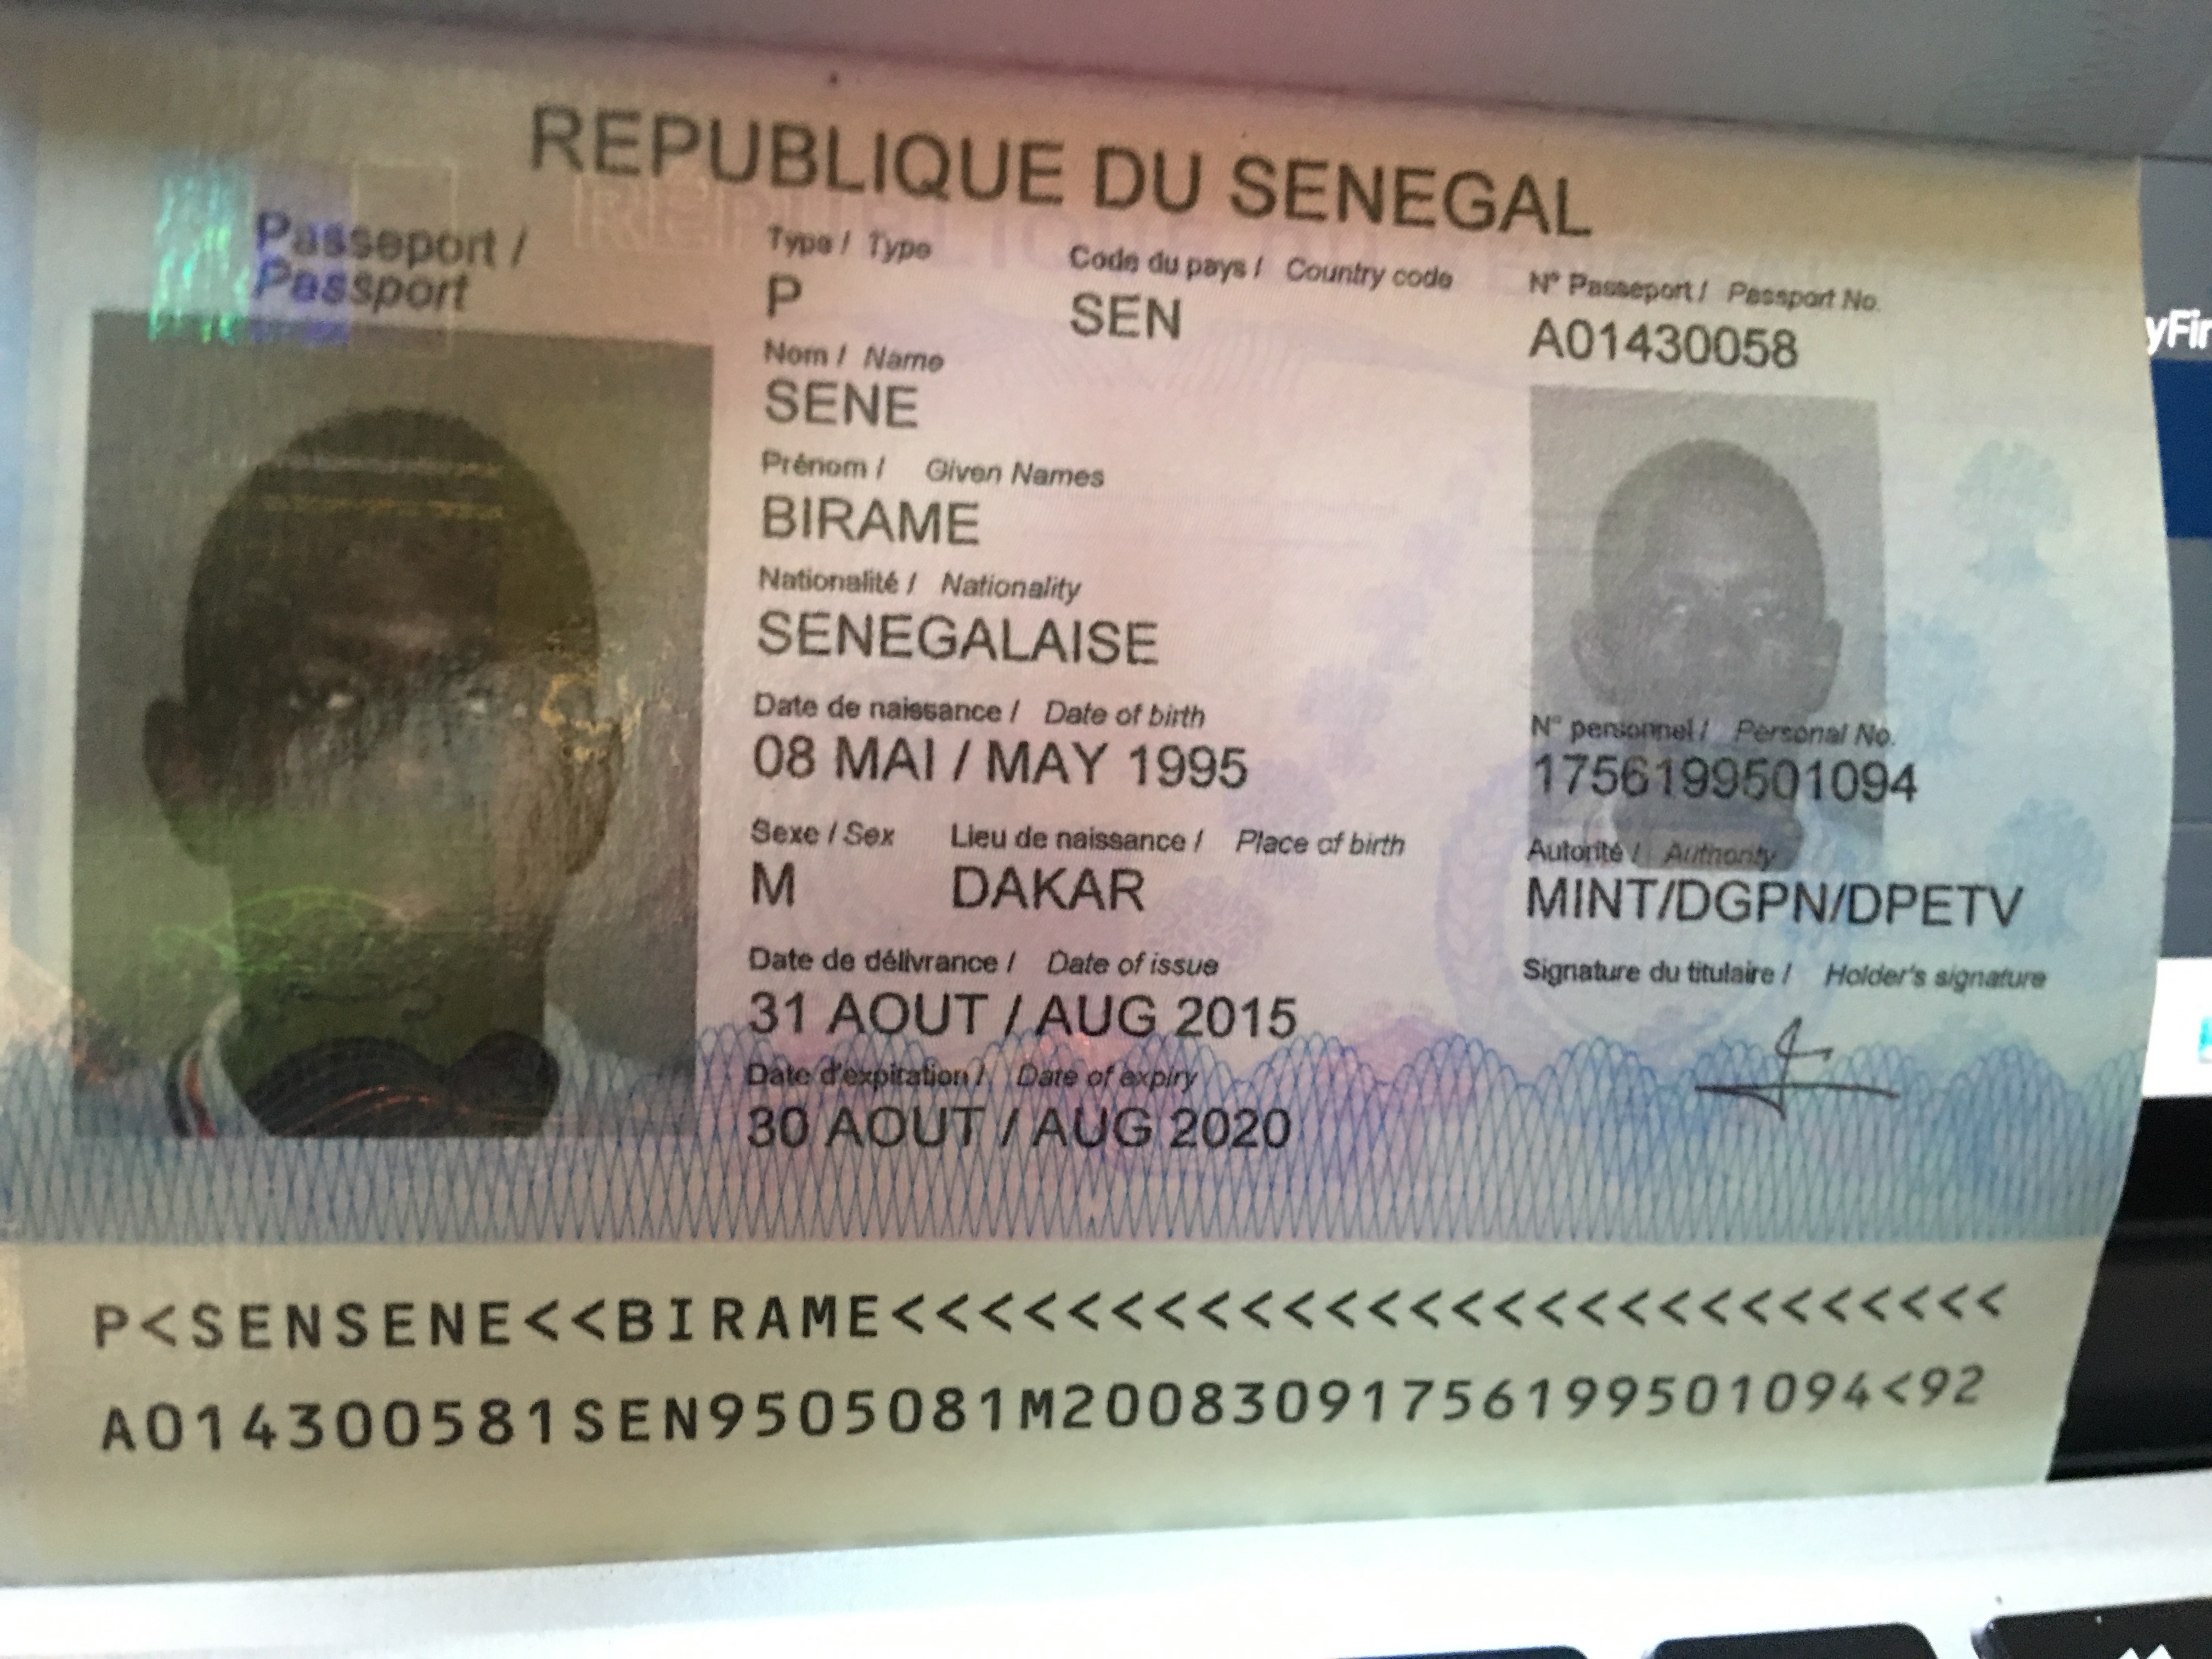 REPUBLIQUE DU SENEGAL
Passeport /
Passport
Type / Type
Code du pays / Country code
N° Passeport / Passport No.
P
SEN
A01430058
Nom / Name
SENE
Prénom / Given Names
BIRAME
Nationalité / Nationality
SENEGALAISE
Date de naissance / Date of birth
08 MAI / MAY 1995
N° personnel / Personal No.
1756199501094
Sexe / Sex
Lieu de naissance / Place of birth
M
DAKAR
Autorité / Authority
MINT/DGPN/DPETV
Date de délivrance / Date of issue
31 AOUT / AUG 2015
Signature du titulaire / Holder's signature
Date d'expiration / Date of expiry
30 AOUT / AUG 2020
P<SENSENE<<BIRAME<<<<<<<<<<<<<<<<<<<<<<<<<<<
A014300581SEN9505081M20083091756199501094<92